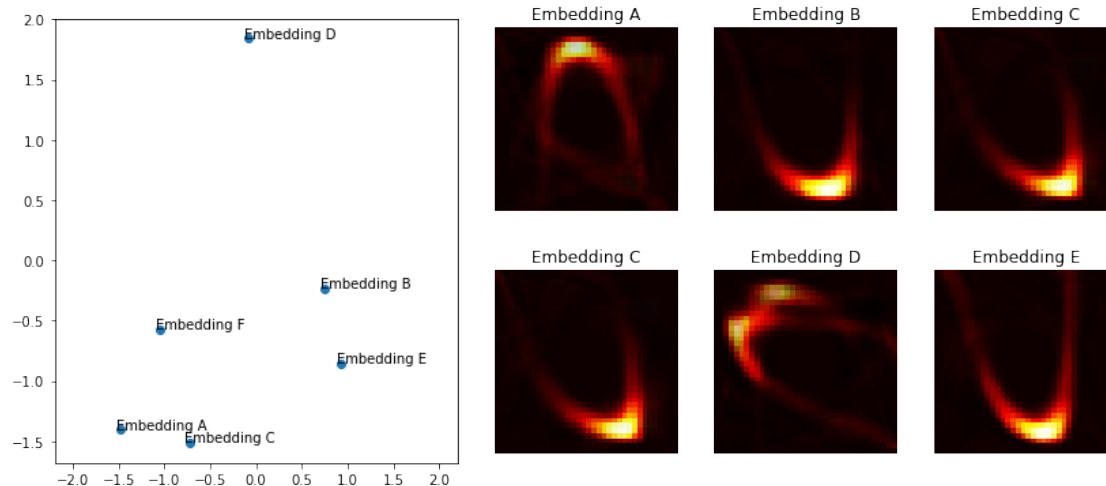 Embedding A
Embedding B
Embedding C
Embedding C
Embedding D
Embedding E
2.0
1.5
1.0
0.5
0.0
−0.5
−1.0
−1.5
Embedding D
Embedding B
Embedding F
Embedding E
Embedding A
Embedding C
−2.0 −1.5 −1.0 −0.5 0.0 0.5 1.0 1.5 2.0